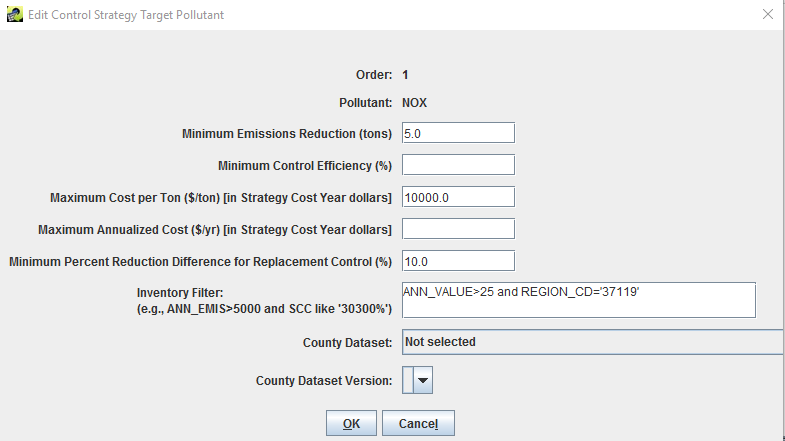 Edit Control Strategy Target Pollutant
Order: 1
Pollutant: NOX
Minimum Emissions Reduction (tons) 5.0
Minimum Control Efficiency (%)
Maximum Cost per Ton ($/ton) [in Strategy Cost Year dollars] 10000.0
Maximum Annualized Cost ($/yr) [in Strategy Cost Year dollars]
Minimum Percent Reduction Difference for Replacement Control (%) 10.0
Inventory Filter: ANN_VALUE>25 and REGION_CD='37119'
(e.g., ANN_EMIS>5000 and SCC like '30300%')
County Dataset: Not selected
County Dataset Version:
OK Cancel